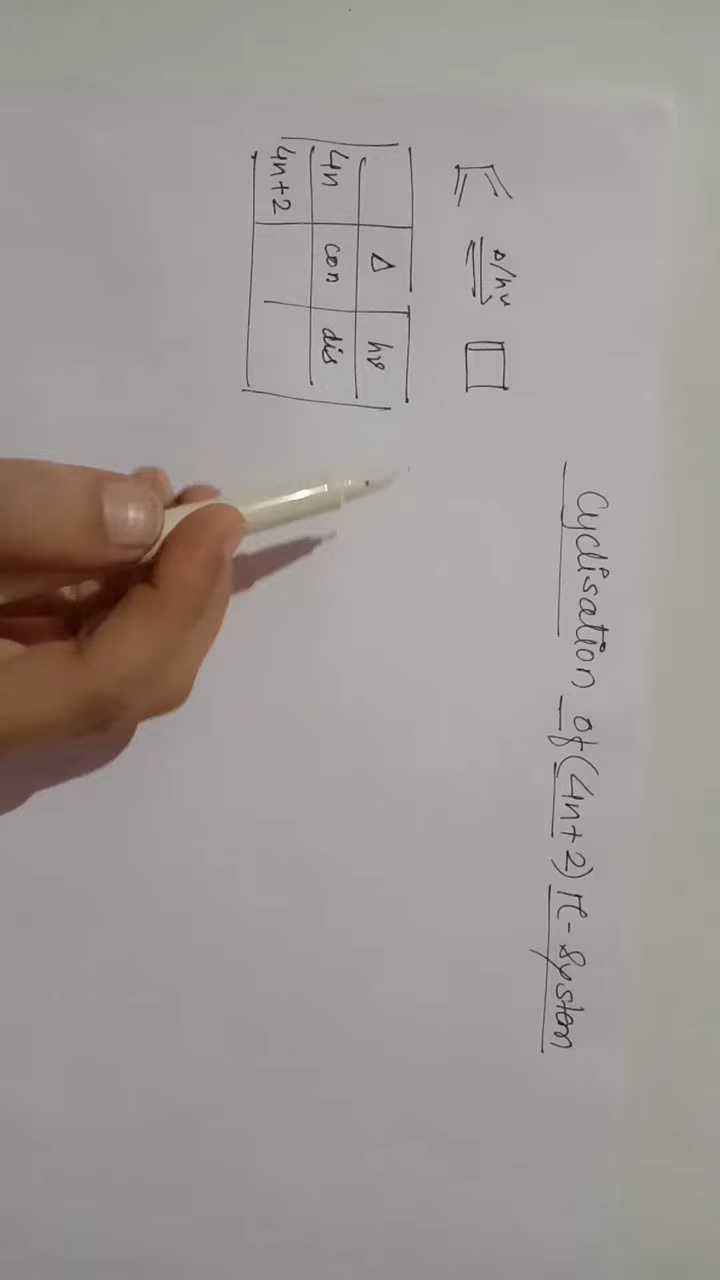 Cyclisation of (4n+2) π-System
Δ/hν
Δ hν
4n con dis
4n+2